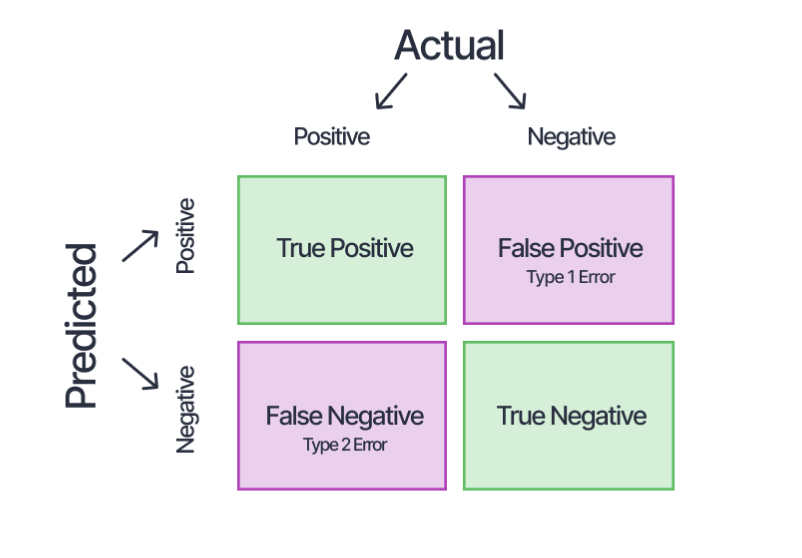 Actual
Positive
Negative
Predicted
Positive
True Positive
False Positive
Type 1 Error
Negative
False Negative
Type 2 Error
True Negative